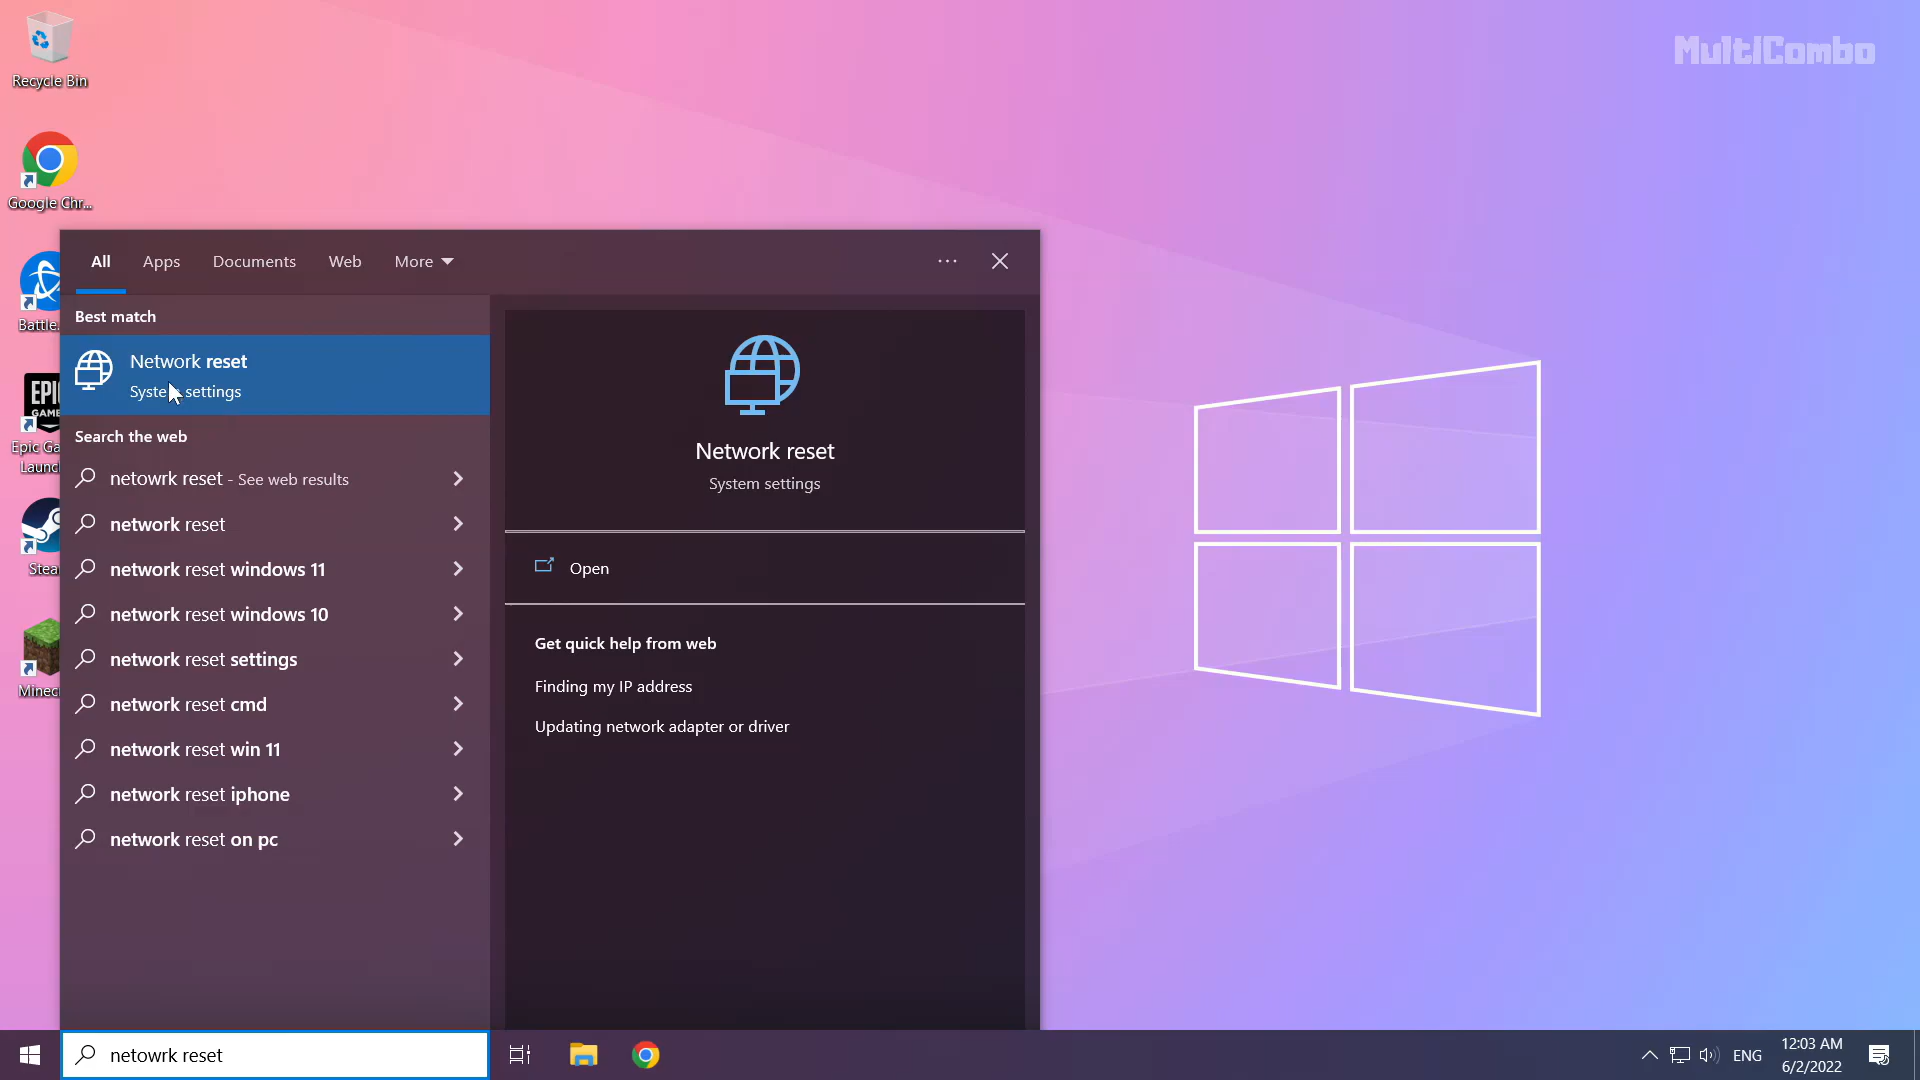 MultiCombo
Recycle Bin
Google Chr...
Battle.
EPIC
GAM
Epic Ga
Launc
Stea
Minec
All
Apps
Documents
Web
More
Best match
Network reset
System settings
Search the web
netowrk reset - See web results
network reset
network reset windows 11
network reset windows 10
network reset settings
network reset cmd
network reset win 11
network reset iphone
network reset on pc
Network reset
System settings
Open
Get quick help from web
Finding my IP address
Updating network adapter or driver
netowrk reset
ENG
12:03 AM
6/2/2022